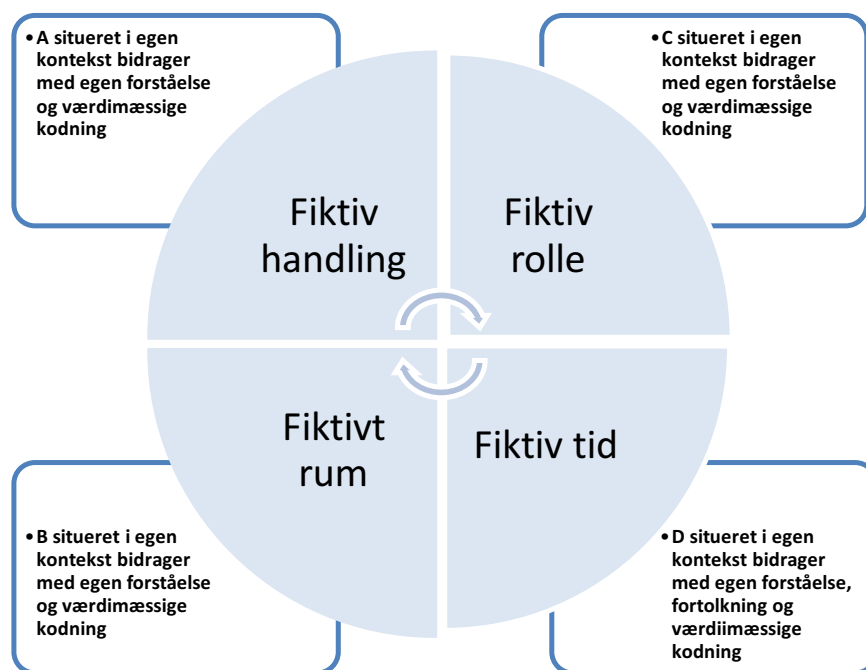 •A situeret i egen
kontekst bidrager
med egen forståelse
og værdimæssige
kodning
•C situeret i egen
kontekst bidrager
med egen forståelse
og værdimæssige
kodning
Fiktiv
handling
Fiktiv
rolle
Fiktivt
rum
Fiktiv tid
•B situeret i egen
kontekst bidrager
med egen forståelse
og værdimæssige
kodning
•D situeret i egen
kontekst bidrager
med egen forståelse,
fortolkning og
værdiimæssige
kodning